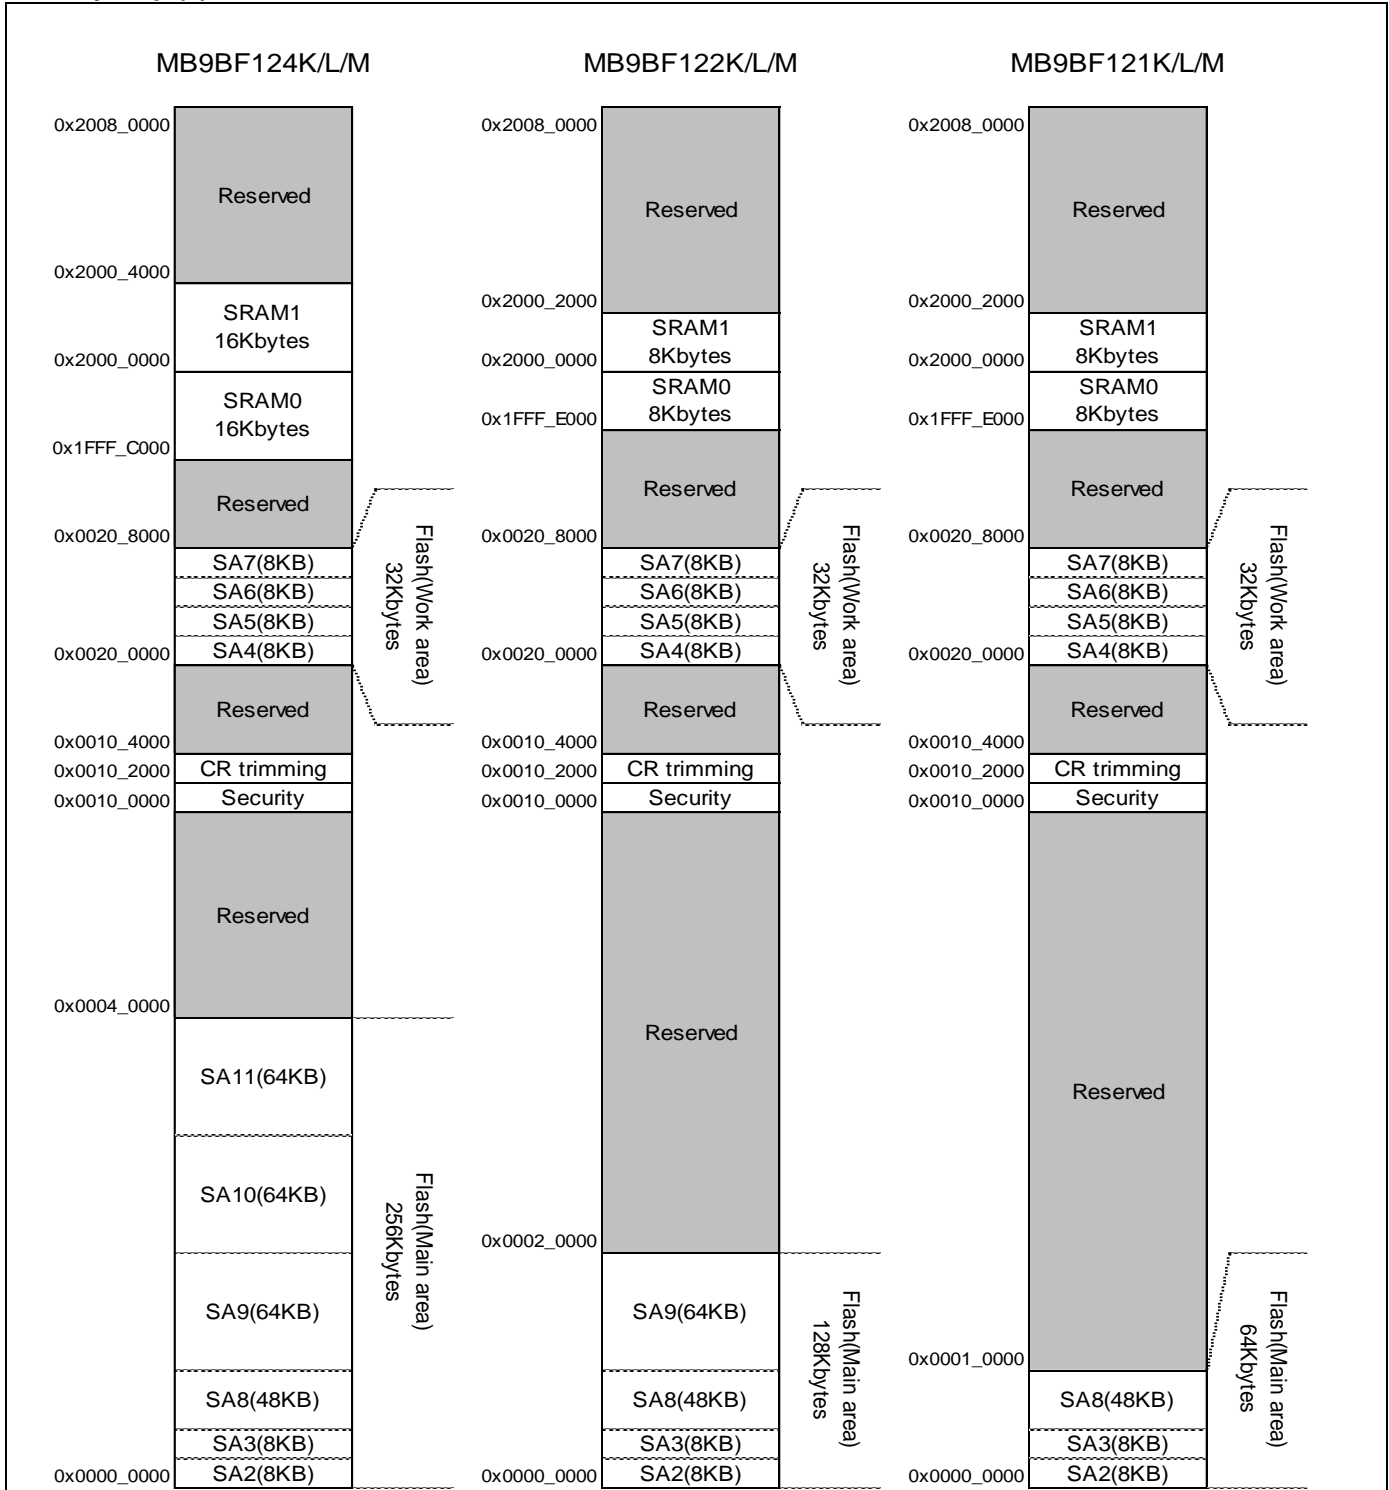 MB9BF124K/L/M
0x2008_0000
Reserved
0x2000_4000
SRAM1
16Kbytes
0x2000_0000
SRAM0
16Kbytes
0x1FFF_C000
Reserved
0x0020_8000
SA7(8KB)
SA6(8KB)
SA5(8KB)
SA4(8KB)
0x0020_0000
Flash(Work area)
32Kbytes
Reserved
0x0010_4000
CR trimming
0x0010_2000
Security
0x0010_0000
Reserved
0x0004_0000
SA11(64KB)
SA10(64KB)
SA9(64KB)
SA8(48KB)
SA3(8KB)
SA2(8KB)
0x0000_0000
Flash(Main area)
256Kbytes
MB9BF122K/L/M
0x2008_0000
Reserved
0x2000_2000
SRAM1
8Kbytes
0x2000_0000
SRAM0
8Kbytes
0x1FFF_E000
Reserved
0x0020_8000
SA7(8KB)
SA6(8KB)
SA5(8KB)
SA4(8KB)
0x0020_0000
Flash(Work area)
32Kbytes
Reserved
0x0010_4000
CR trimming
0x0010_2000
Security
0x0010_0000
Reserved
0x0002_0000
SA9(64KB)
SA8(48KB)
SA3(8KB)
SA2(8KB)
0x0000_0000
Flash(Main area)
128Kbytes
MB9BF121K/L/M
0x2008_0000
Reserved
0x2000_2000
SRAM1
8Kbytes
0x2000_0000
SRAM0
8Kbytes
0x1FFF_E000
Reserved
0x0020_8000
SA7(8KB)
SA6(8KB)
SA5(8KB)
SA4(8KB)
0x0020_0000
Flash(Work area)
32Kbytes
Reserved
0x0010_4000
CR trimming
0x0010_2000
Security
0x0010_0000
Reserved
0x0001_0000
SA8(48KB)
SA3(8KB)
SA2(8KB)
0x0000_0000
Flash(Main area)
64Kbytes